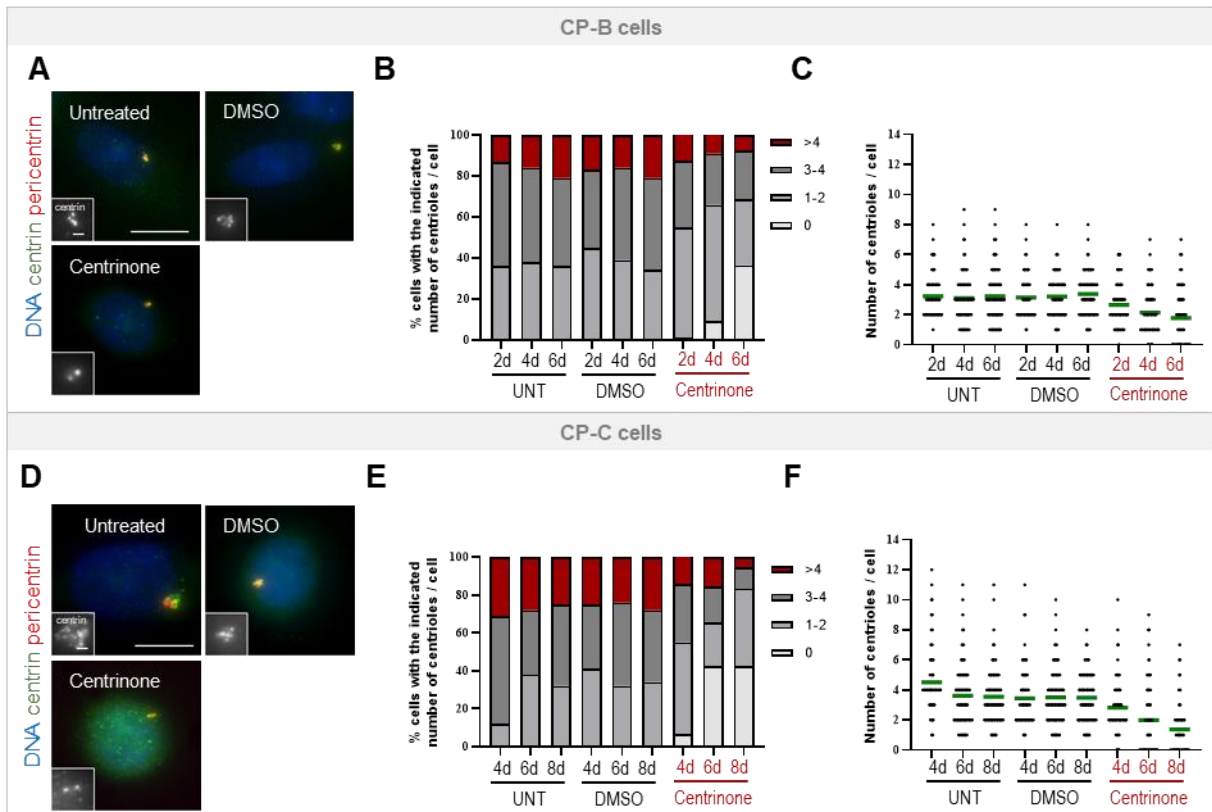 CP-B cells
A
DNA centrin pericentrin
Untreated
centrin
DMSO
Centrinone
B
% cells with the indicated
number of centrioles / cell
100
80
60
40
20
0
>4
3-4
1-2
0
2d 4d 6d 2d 4d 6d 2d 4d 6d
UNT DMSO Centrinone
C
Number of centrioles / cell
14
12
10
8
6
4
2
0
2d 4d 6d 2d 4d 6d 2d 4d 6d
UNT DMSO Centrinone
CP-C cells
D
DNA centrin pericentrin
Untreated
centrin
DMSO
Centrinone
E
% cells with the indicated
number of centrioles / cell
100
80
60
40
20
0
>4
3-4
1-2
0
4d 6d 8d 4d 6d 8d 4d 6d 8d
UNT DMSO Centrinone
F
Number of centrioles / cell
14
12
10
8
6
4
2
0
4d 6d 8d 4d 6d 8d 4d 6d 8d
UNT DMSO Centrinone